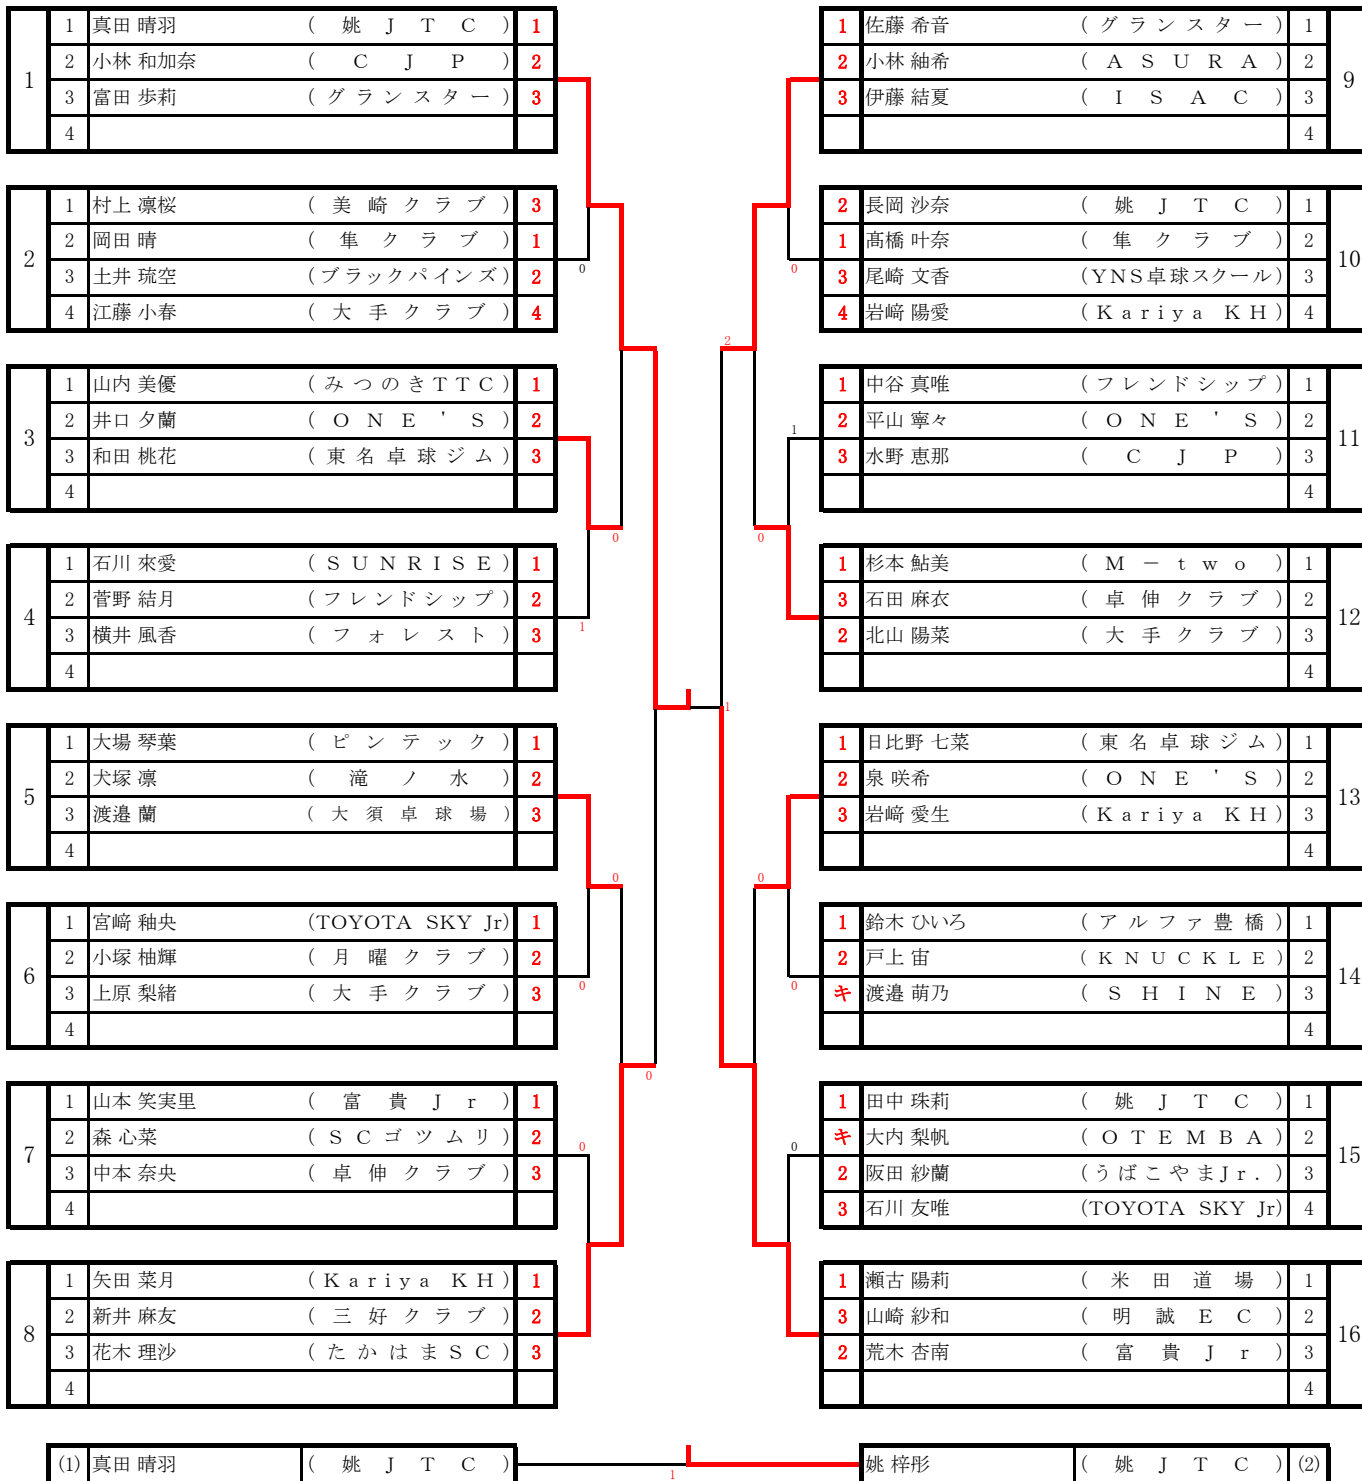 1 1 真田 晴羽 (姚JTC) 1
2 小林 和加奈 (CJP) 2
3 富田 歩莉 (グランスター) 3
4
2 1 村上 凛桜 (美崎クラブ) 3
2 岡田 晴 (隼クラブ) 1
3 土井 琉空 (ブラックパインズ) 2
4 江藤 小春 (大手クラブ) 4
0
3 1 山内 美優 (みつのきTTC) 1
2 井口 夕蘭 (ONE'S) 2
3 和田 桃花 (東名卓球ジム) 3
4
0
4 1 石川 來愛 (SUNRISE) 1
2 菅野 結月 (フレンドシップ) 2
3 横井 風香 (フォレスト) 3
4
1
5 1 大場 琴葉 (ピンテック) 1
2 犬塚 凛 (滝ノ水) 2
3 渡邉 蘭 (大須卓球場) 3
4
0
6 1 宮﨑 釉央 (TOYOTA SKY Jr) 1
2 小塚 柚輝 (月曜クラブ) 2
3 上原 梨緒 (大手クラブ) 3
4
0
0
7 1 山本 笑実里 (富貴Jr) 1
2 森 心菜 (SCゴツムリ) 2
3 中本 奈央 (卓伸クラブ) 3
4
0
8 1 矢田 菜月 (Kariya KH) 1
2 新井 麻友 (三好クラブ) 2
3 花木 理沙 (たかはまSC) 3
4
1 佐藤 希音 (グランスター) 1 9
2 小林 紬希 (ASURA) 2
3 伊藤 結夏 (ISAC) 3
4
2 長岡 沙奈 (姚JTC) 1 10
1 髙橋 叶奈 (隼クラブ) 2
3 尾崎 文香 (YNS卓球スクール) 3
4 岩﨑 陽愛 (Kariya KH) 4
0
2
1 中谷 真唯 (フレンドシップ) 1 11
2 平山 寧々 (ONE'S) 2
3 水野 恵那 (CJP) 3
4
1
0
1 杉本 鮎美 (M－two) 1 12
3 石田 麻衣 (卓伸クラブ) 2
2 北山 陽菜 (大手クラブ) 3
4
1
1 日比野 七菜 (東名卓球ジム) 1 13
2 泉 咲希 (ONE'S) 2
3 岩﨑 愛生 (Kariya KH) 3
4
0
1 鈴木 ひいろ (アルファ豊橋) 1 14
2 戸上 宙 (KNUCKLE) 2
キ 渡邉 萌乃 (SHINE) 3
4
0
1 田中 珠莉 (姚JTC) 1 15
キ 大内 梨帆 (OTEMBA) 2
2 阪田 紗蘭 (うばこやまJr.) 3
3 石川 友唯 (TOYOTA SKY Jr) 4
0
1 瀬古 陽莉 (米田道場) 1 16
3 山崎 紗和 (明誠EC) 2
2 荒木 杏南 (富貴Jr) 3
4
(1) 真田 晴羽 (姚JTC) 1 姚 梓彤 (姚JTC) (2)